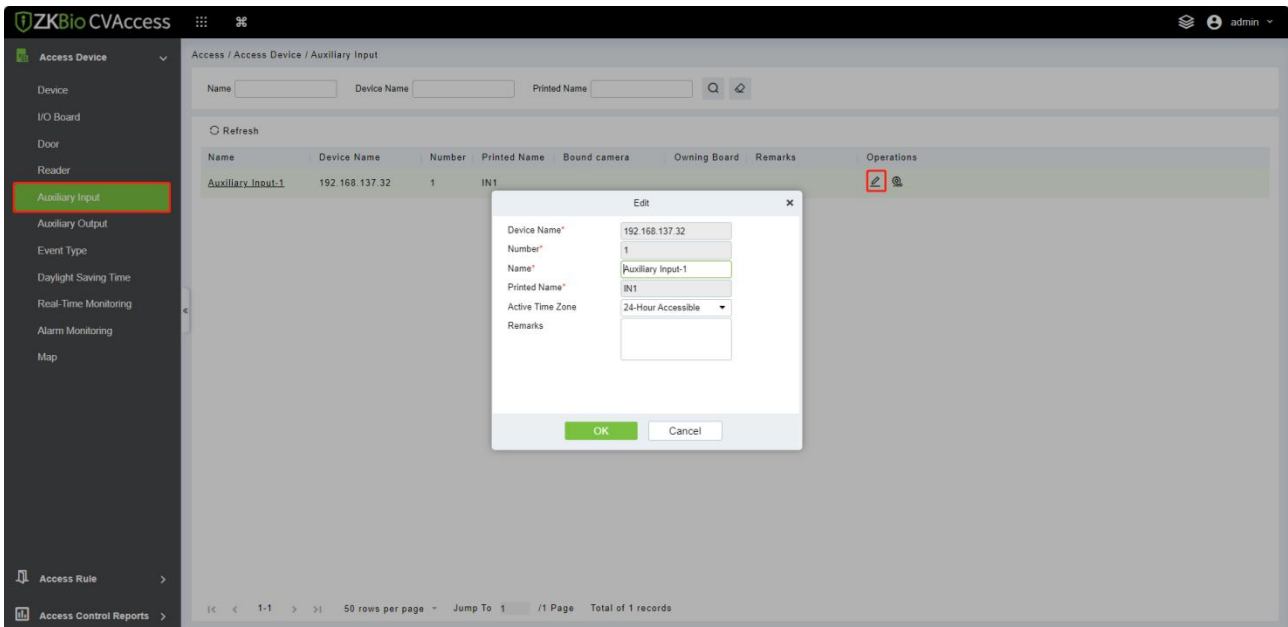 ZKBio CVAccess
admin
Access Device
Access / Access Device / Auxiliary Input
Device
I/O Board
Door
Reader
Auxiliary Input
Auxiliary Output
Event Type
Daylight Saving Time
Real-Time Monitoring
Alarm Monitoring
Map
Access Rule
Access Control Reports
Name Device Name Printed Name
Refresh
Name Device Name Number Printed Name Bound camera Owning Board Remarks Operations
Auxiliary Input-1 192.168.137.32 1 IN1
Edit
Device Name* 192.168.137.32
Number* 1
Name* Auxiliary Input-1
Printed Name* IN1
Active Time Zone 24-Hour Accessible
Remarks
OK Cancel
1-1 50 rows per page Jump To 1 /1 Page Total of 1 records